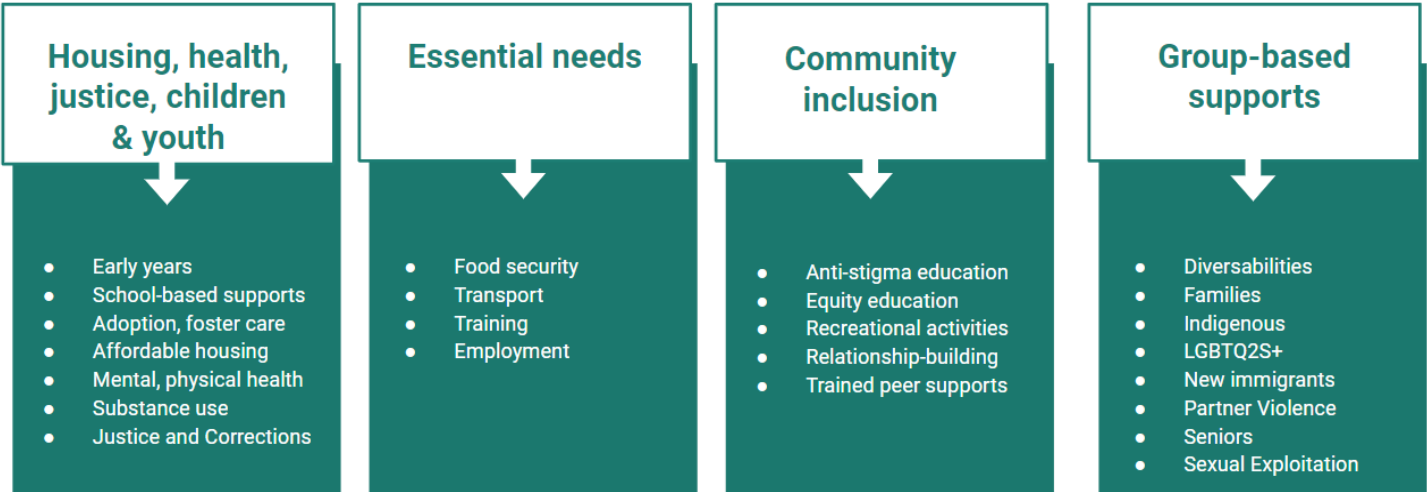 Housing, health,
justice, children
& youth
● Early years
● School-based supports
● Adoption, foster care
● Affordable housing
● Mental, physical health
● Substance use
● Justice and Corrections
Essential needs
● Food security
● Transport
● Training
● Employment
Community
inclusion
● Anti-stigma education
● Equity education
● Recreational activities
● Relationship-building
● Trained peer supports
Group-based
supports
● Diversabilities
● Families
● Indigenous
● LGBTQ2S+
● New immigrants
● Partner Violence
● Seniors
● Sexual Exploitation